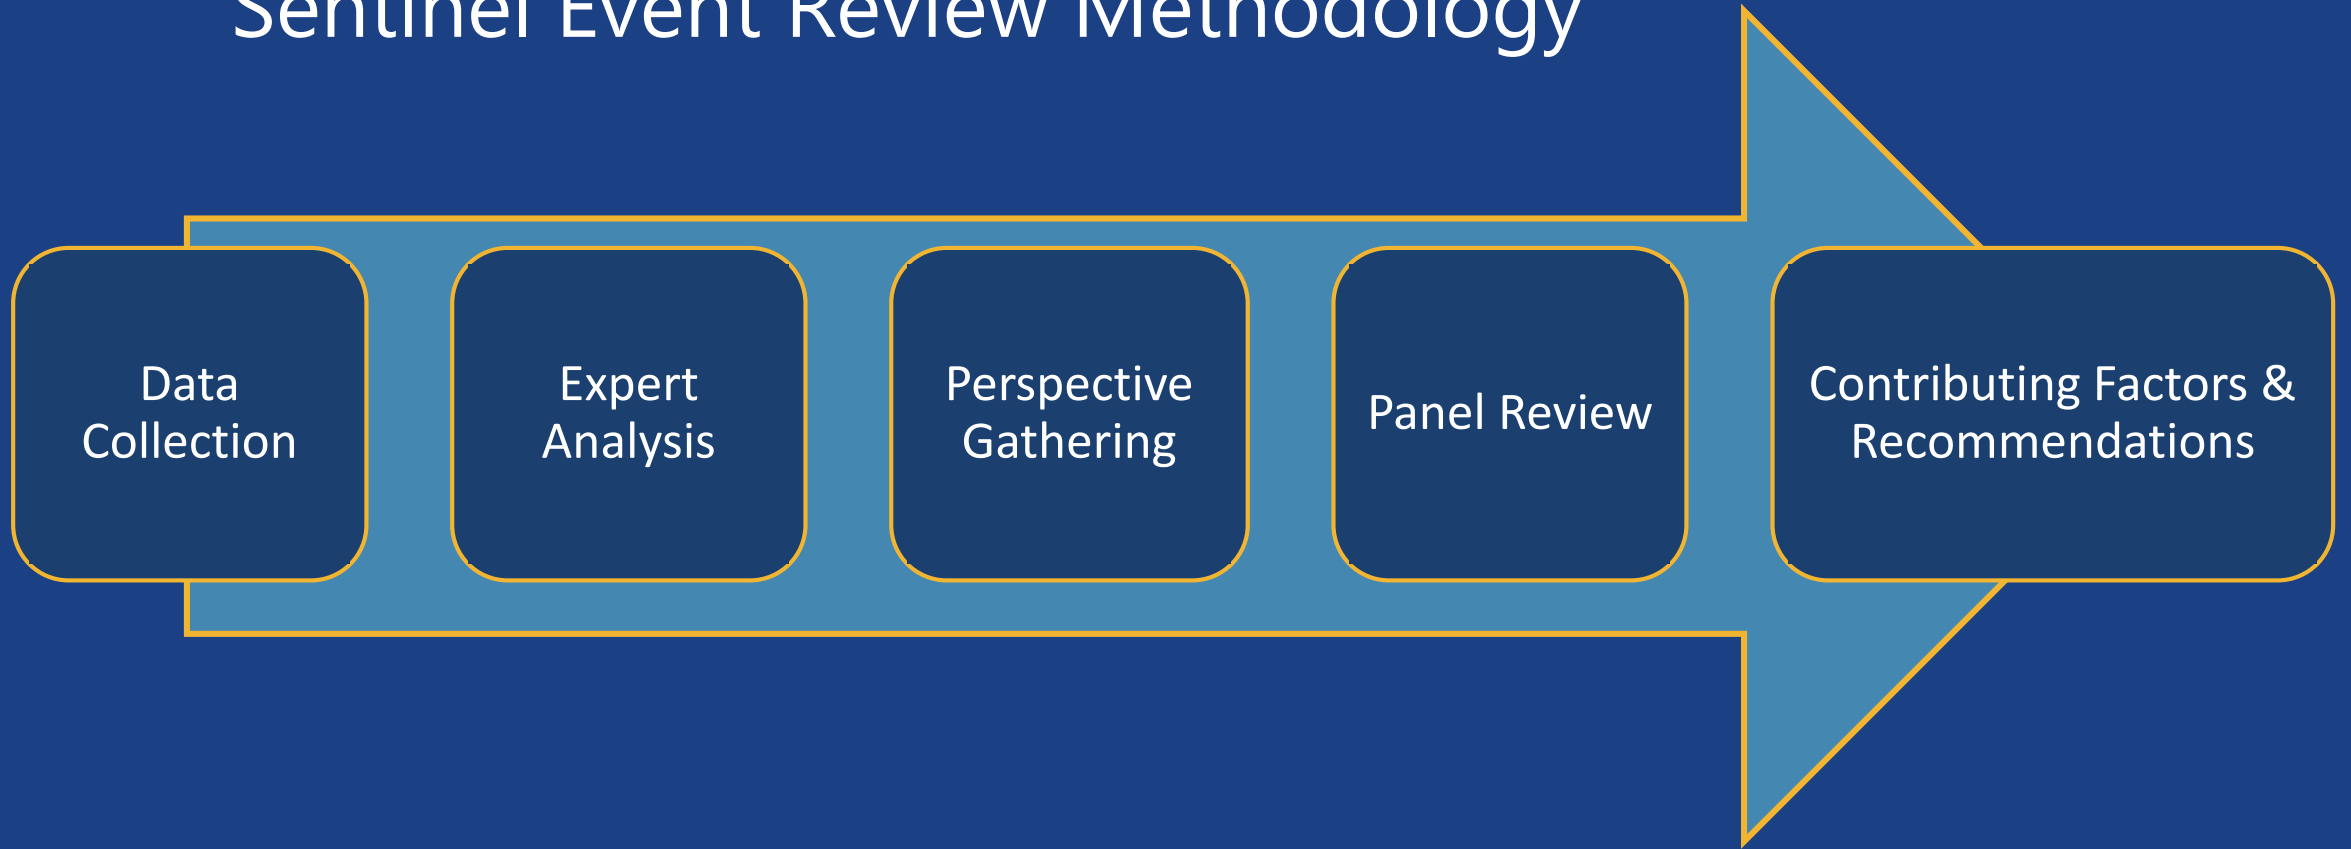 Sentinel Event Review Methodology
Data
Collection
Expert
Analysis
Perspective
Gathering
Panel Review
Contributing Factors &
Recommendations